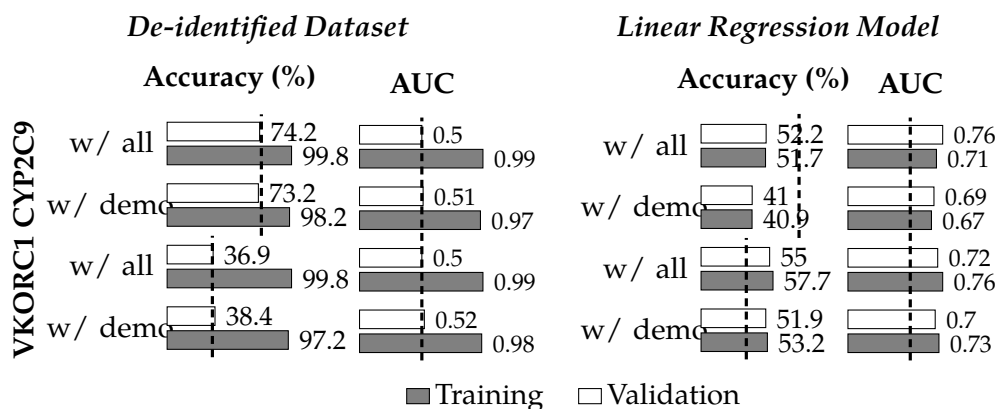 De-identified Dataset Linear Regression Model
Accuracy (%) AUC Accuracy (%) AUC
VKORC1 CYP2C9
w/ all 74.2 0.5 52.2 0.76
99.8 0.99 51.7 0.71
w/ demo 73.2 0.51 41 0.69
98.2 0.97 40.9 0.67
w/ all 36.9 0.5 55 0.72
99.8 0.99 57.7 0.76
w/ demo 38.4 0.52 51.9 0.7
97.2 0.98 53.2 0.73
w/ all
w/ demo
w/ all
w/ demo
Training Validation